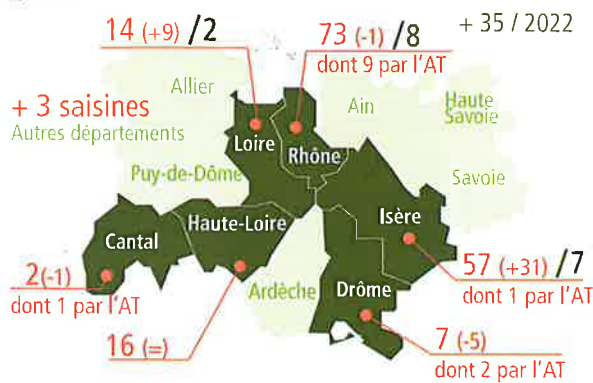 14 (+9) /2
73 (-1) /8
dont 9 par l'AT
+ 35 / 2022
+ 3 saisines
Autres départements
Allier
Ain
Haute
Savoie
Loire
Rhône
Puy-de-Dôme
Savoie
Isère
Haute-Loire
Cantal
57 (+31) /7
dont 1 par l'AT
2 (-1)
dont 1 par l'AT
Ardèche
Drôme
16 (=)
7 (-5)
dont 2 par l'AT